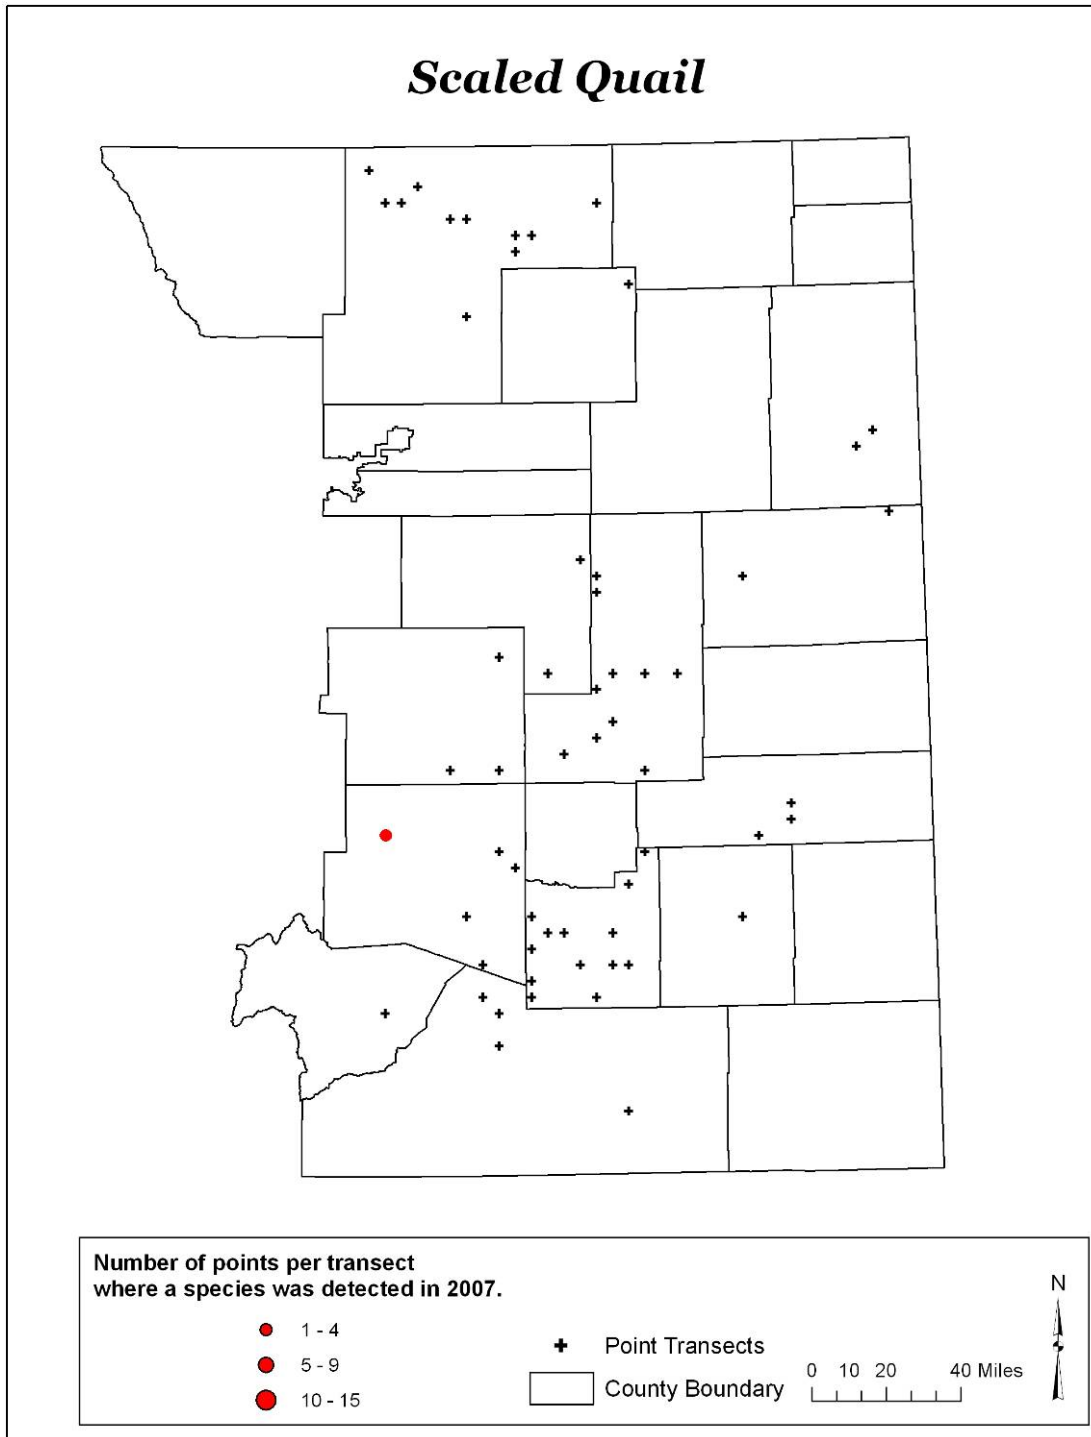 Scaled Quail
Number of points per transect
where a species was detected in 2007.
1 - 4
5 - 9
10 - 15
Point Transects
County Boundary
N
0 10 20 40 Miles